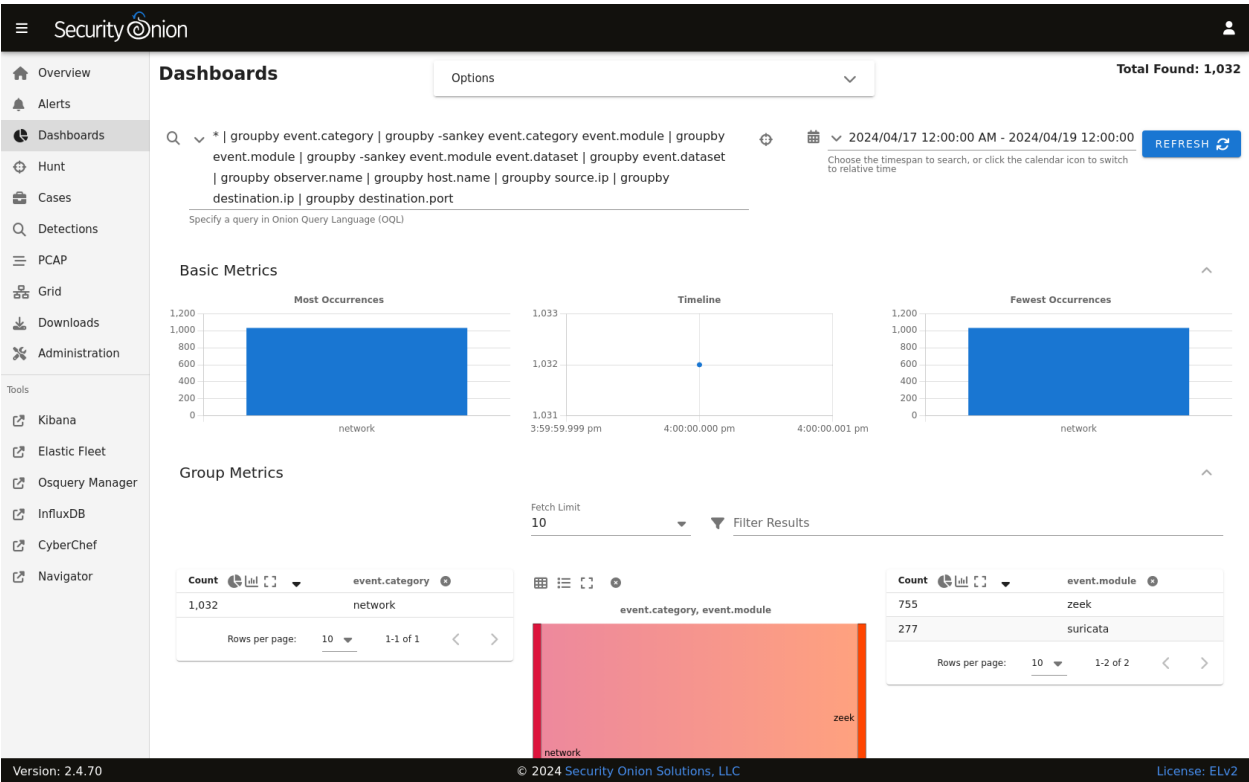 Security Onion
Overview
Alerts
Dashboards
Hunt
Cases
Detections
PCAP
Grid
Downloads
Administration
Tools
Kibana
Elastic Fleet
Osquery Manager
InfluxDB
CyberChef
Navigator
Dashboards
Options
Total Found: 1,032
* | groupby event.category | groupby -sankey event.category event.module | groupby
event.module | groupby -sankey event.module event.dataset | groupby event.dataset
| groupby observer.name | groupby host.name | groupby source.ip | groupby
destination.ip | groupby destination.port
Specify a query in Onion Query Language (OQL)
2024/04/17 12:00:00 AM - 2024/04/19 12:00:00
Choose the timespan to search, or click the calendar icon to switch
to relative time
REFRESH
Basic Metrics
Most Occurrences
1,200
1,000
800
600
400
200
0
network
Timeline
1,033
1,032
1,031
3:59:59.999 pm 4:00:00.000 pm 4:00:00.001 pm
Fewest Occurrences
1,200
1,000
800
600
400
200
0
network
Group Metrics
Fetch Limit
10
Filter Results
Count event.category
1,032 network
Rows per page: 10 1-1 of 1
event.category, event.module
zeek
network
Count event.module
755 zeek
277 suricata
Rows per page: 10 1-2 of 2
Version: 2.4.70
© 2024 Security Onion Solutions, LLC
License: ELv2